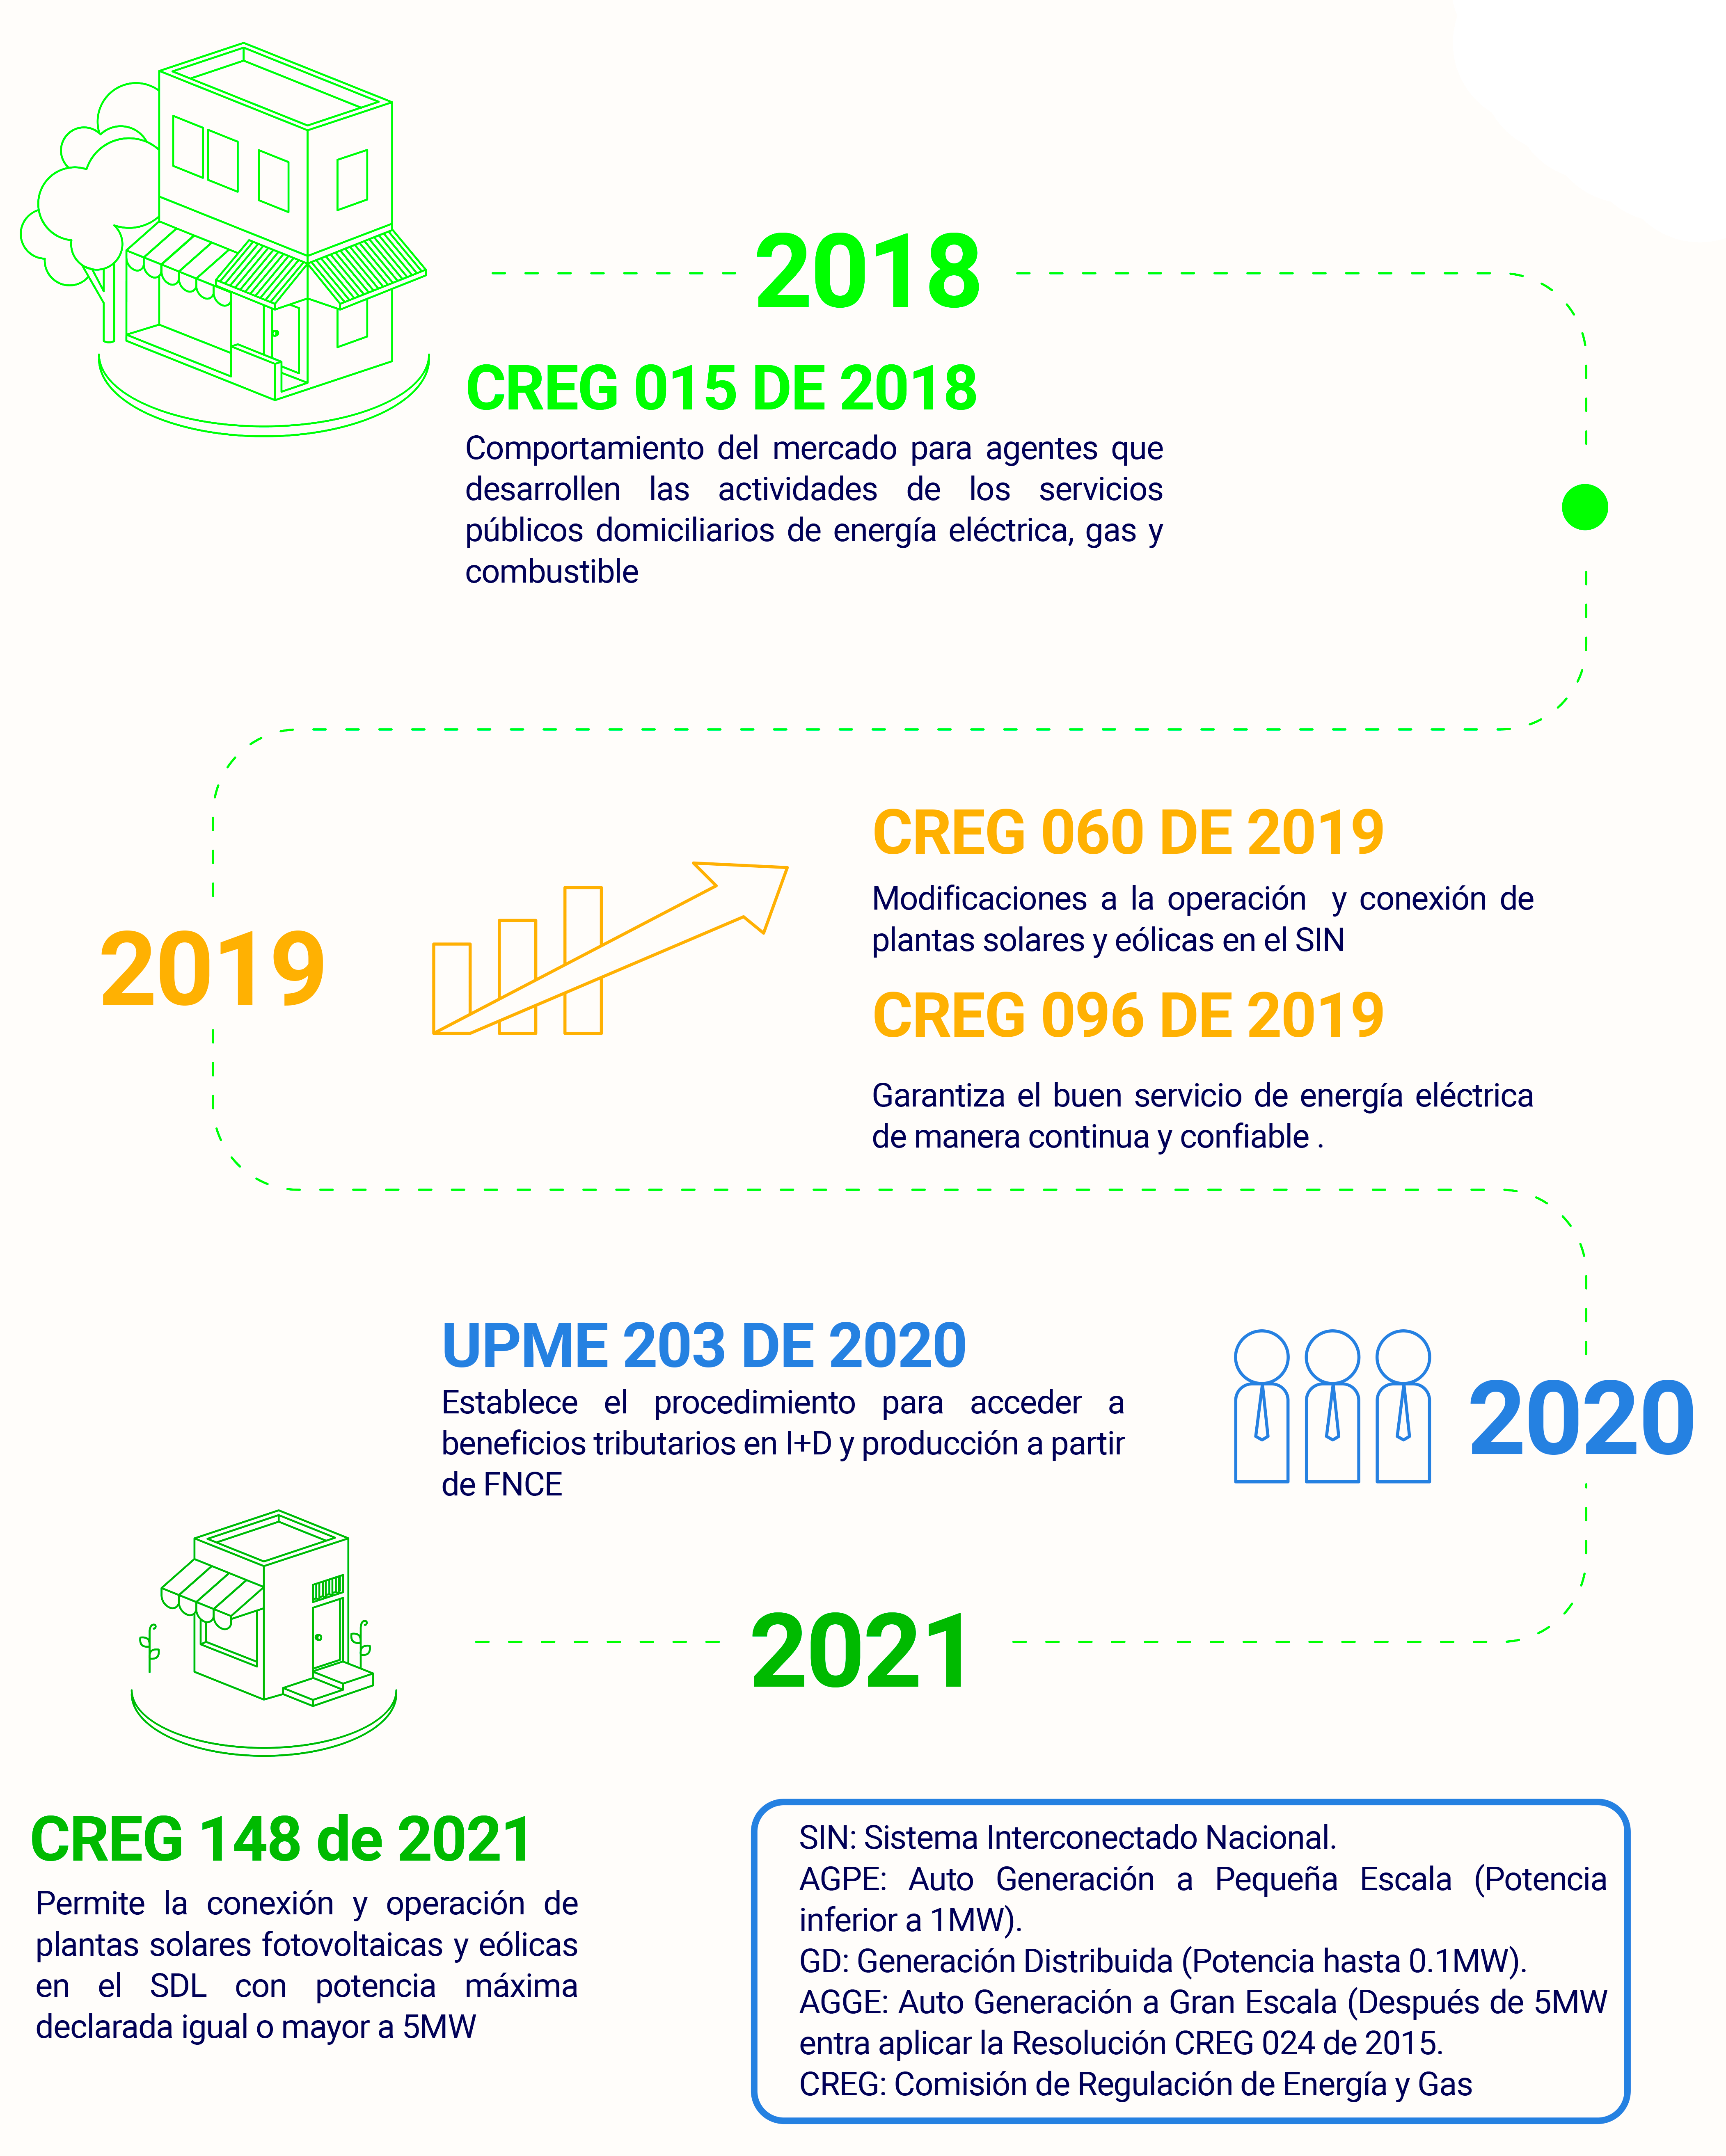 2018
CREG 015 DE 2018
Comportamiento del mercado para agentes que
desarrollen las actividades de los servicios
públicos domiciliarios de energía eléctrica, gas y
combustible
CREG 060 DE 2019
Modificaciones a la operación y conexión de
plantas solares y eólicas en el SIN
2019
CREG 096 DE 2019
Garantiza el buen servicio de energía eléctrica
de manera continua y confiable .
UPME 203 DE 2020
Establece el procedimiento para acceder a
beneficios tributarios en I+D y producción a partir
de FNCE
2020
2021
CREG 148 de 2021
Permite la conexión y operación de
plantas solares fotovoltaicas y eólicas
en el SDL con potencia máxima
declarada igual o mayor a 5MW
SIN: Sistema Interconectado Nacional.
AGPE: Auto Generación a Pequeña Escala (Potencia
inferior a 1MW).
GD: Generación Distribuida (Potencia hasta 0.1MW).
AGGE: Auto Generación a Gran Escala (Después de 5MW
entra aplicar la Resolución CREG 024 de 2015.
CREG: Comisión de Regulación de Energía y Gas